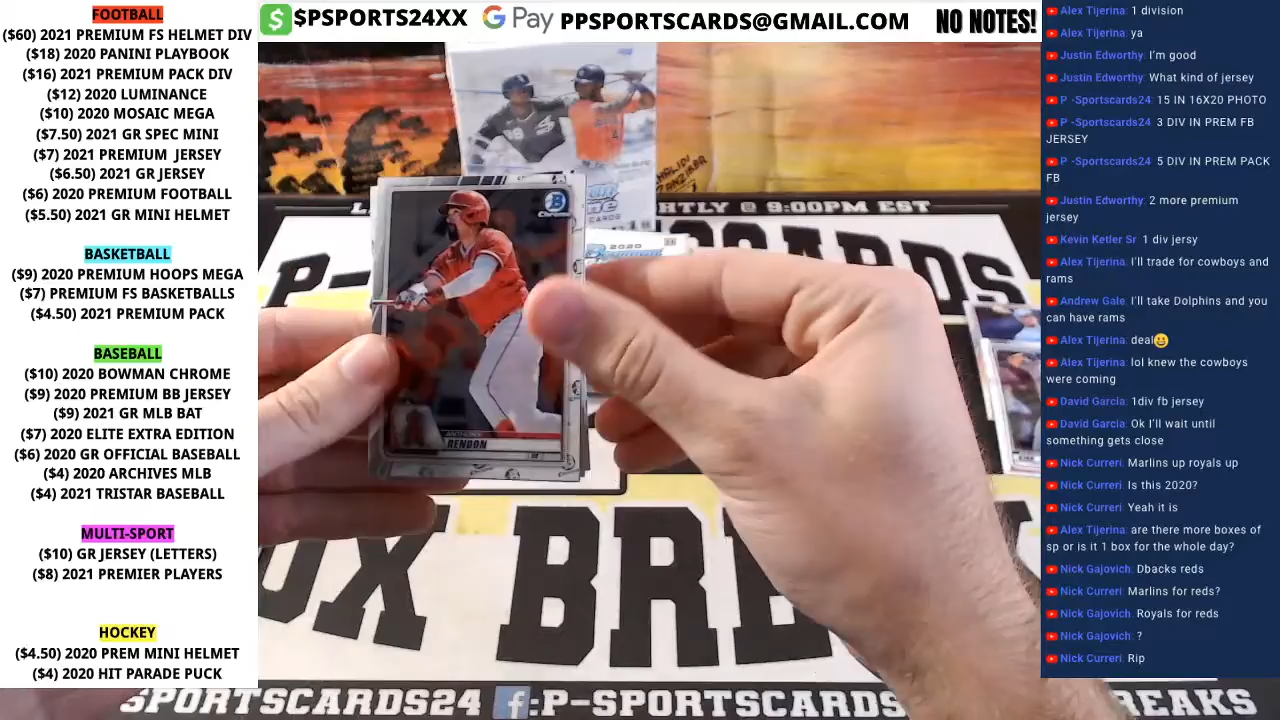 FOOTBALL
($60) 2021 PREMIUM FS HELMET DIV
($18) 2020 PANINI PLAYBOOK
($16) 2021 PREMIUM PACK DIV
($12) 2020 LUMINANCE
($10) 2020 MOSAIC MEGA
($7.50) 2021 GR SPEC MINI
($7) 2021 PREMIUM JERSEY
($6.50) 2021 GR JERSEY
($6) 2020 PREMIUM FOOTBALL
($5.50) 2021 GR MINI HELMET
BASKETBALL
($9) 2020 PREMIUM HOOPS MEGA
($7) PREMIUM FS BASKETBALLS
($4.50) 2021 PREMIUM PACK
BASEBALL
($10) 2020 BOWMAN CHROME
($9) 2020 PREMIUM BB JERSEY
($9) 2021 GR MLB BAT
($7) 2020 ELITE EXTRA EDITION
($6) 2020 GR OFFICIAL BASEBALL
($4) 2020 ARCHIVES MLB
($4) 2021 TRISTAR BASEBALL
MULTI-SPORT
($10) GR JERSEY (LETTERS)
($8) 2021 PREMIER PLAYERS
HOCKEY
($4.50) 2020 PREM MINI HELMET
($4) 2020 HIT PARADE PUCK
$PSPORTS24XX G Pay PPSPORTSCARDS@GMAIL.COM NO NOTES!
@ 9:00PM EST
CARDS
2020
Chrome
ANTHONY
RENDON
BOX BRE
SPORTSCARDS24 f:P-SPORTSCARDS BREAKS
Alex Tijerina: 1 division
Alex Tijerina: ya
Justin Edworthy: I'm good
Justin Edworthy: What kind of jersey
P -Sportscards24 15 IN 16X20 PHOTO
P -Sportscards24 3 DIV IN PREM FB
JERSEY
P -Sportscards24 5 DIV IN PREM PACK
FB
Justin Edworthy: 2 more premium
jersey
Kevin Ketler Sr: 1 div jersy
Alex Tijerina: I'll trade for cowboys and
rams
Andrew Gale: I'll take Dolphins and you
can have rams
Alex Tijerina: deal😀
Alex Tijerina: lol knew the cowboys
were coming
David Garcia: 1div fb jersey
David Garcia: Ok I'll wait until
something gets close
Nick Curreri: Marlins up royals up
Nick Curreri: Is this 2020?
Nick Curreri: Yeah it is
Alex Tijerina: are there more boxes of
sp or is it 1 box for the whole day?
Nick Gajovich: Dbacks reds
Nick Curreri: Marlins for reds?
Nick Gajovich: Royals for reds
Nick Gajovich: ?
Nick Curreri: Rip